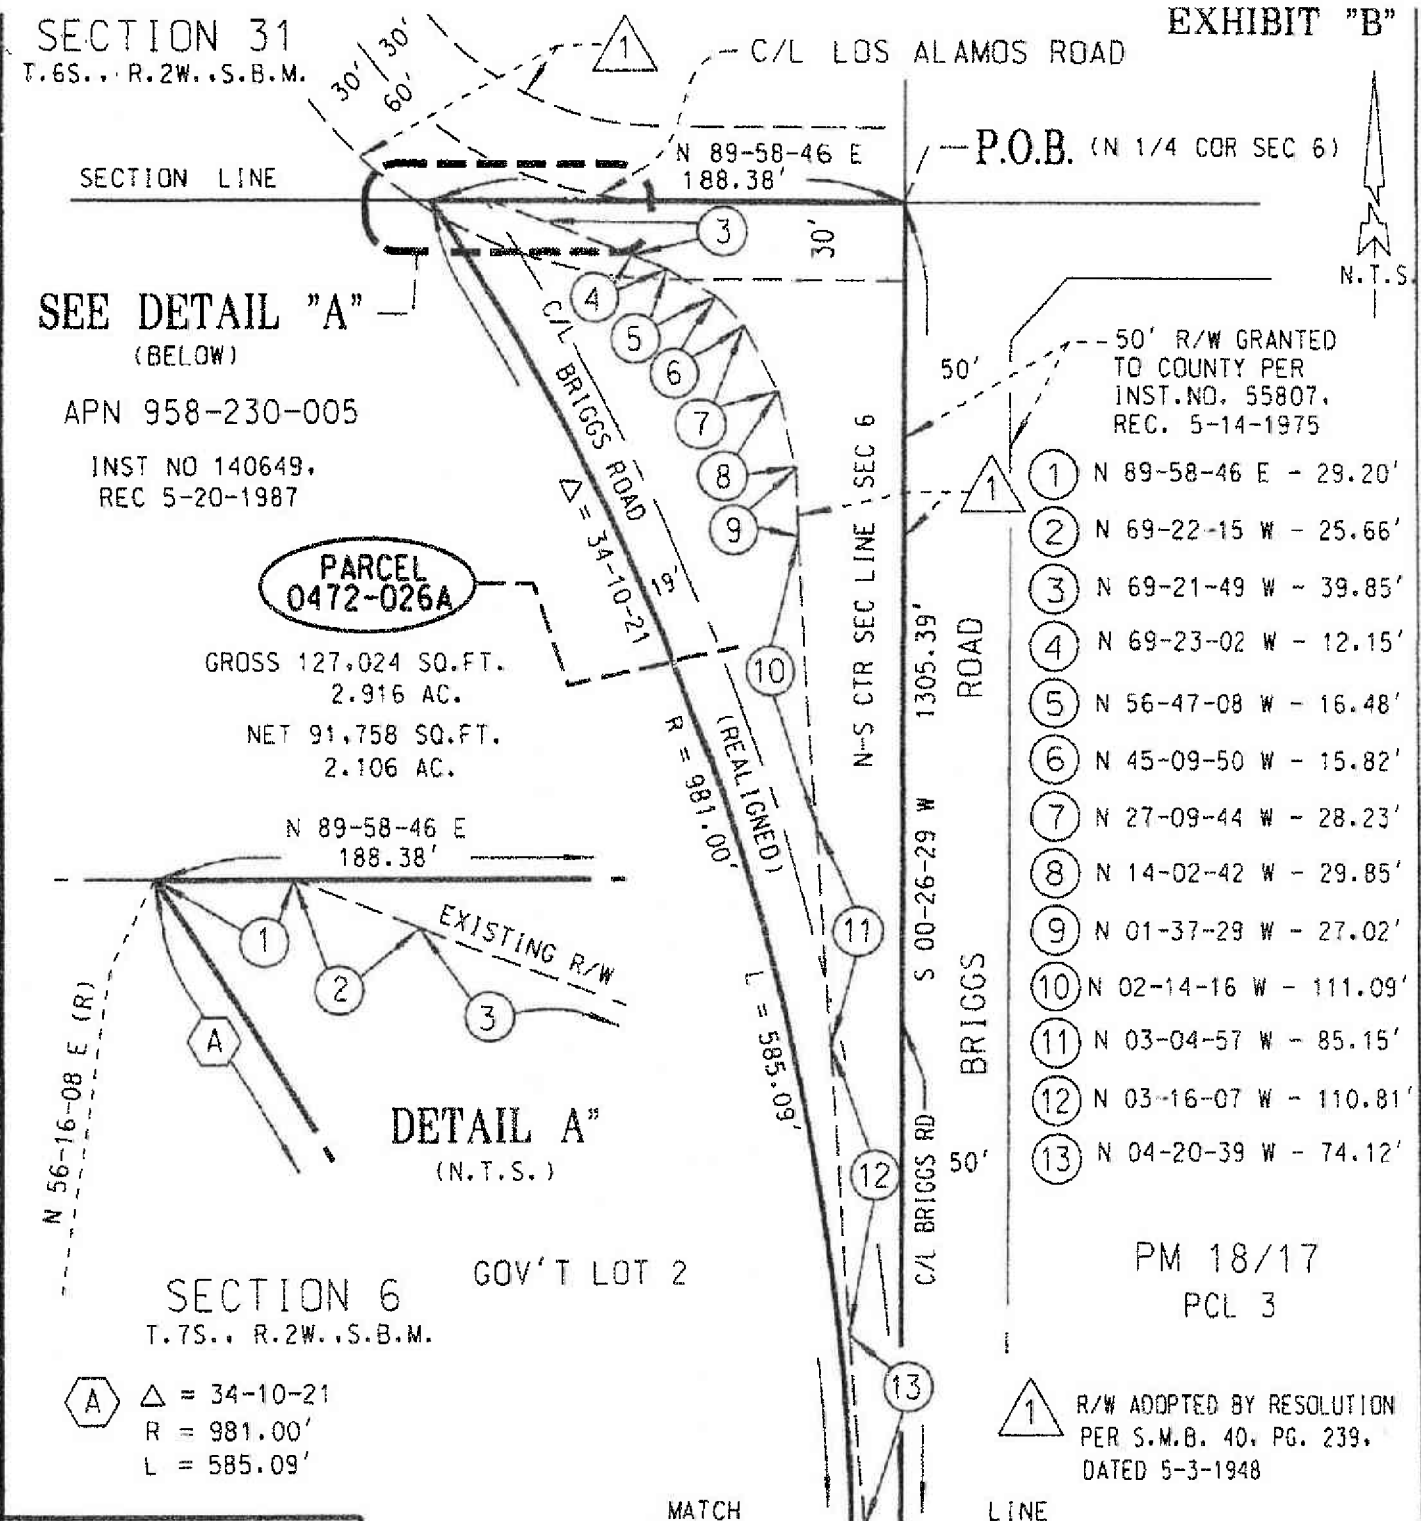 EXHIBIT "B"
SECTION 31
T.6S., R.2W.,S.B.M.
30'
30'
60'
1
C/L LOS ALAMOS ROAD
P.O.B. (N 1/4 COR SEC 6)
N 89-58-46 E
188.38'
SECTION LINE
3
30'
N.T.S.
SEE DETAIL "A"
(BELOW)
4
5
6
7
8
9
10
11
12
13
C/L BRIGGS ROAD
(REALIGNED)
50'
50' R/W GRANTED
TO COUNTY PER
INST.NO. 55807,
REC. 5-14-1975
APN 958-230-005
INST NO 140649,
REC 5-20-1987
1
1 N 89-58-46 E - 29.20'
2 N 69-22-15 W - 25.66'
3 N 69-21-49 W - 39.85'
4 N 69-23-02 W - 12.15'
5 N 56-47-08 W - 16.48'
6 N 45-09-50 W - 15.82'
7 N 27-09-44 W - 28.23'
8 N 14-02-42 W - 29.85'
9 N 01-37-29 W - 27.02'
10 N 02-14-16 W - 111.09'
11 N 03-04-57 W - 85.15'
12 N 03-16-07 W - 110.81'
13 N 04-20-39 W - 74.12'
PARCEL
0472-026A
GROSS 127,024 SQ.FT.
2.916 AC.
NET 91,758 SQ.FT.
2.106 AC.
△ = 34-10-21
19'
R = 981.00'
L = 585.09'
N-S CTR SEC LINE SEC 6
S 00-26-29 W 1305.39'
BRIGGS ROAD
C/L BRIGGS RD
50'
N 89-58-46 E
188.38'
1
2
3
EXISTING R/W
A
N 56-16-08 E (R)
DETAIL A"
(N.T.S.)
GOV'T LOT 2
SECTION 6
T.7S., R.2W.,S.B.M.
PM 18/17
PCL 3
A △ = 34-10-21
R = 981.00'
L = 585.09'
1 R/W ADOPTED BY RESOLUTION
PER S.M.B. 40, PG. 239,
DATED 5-3-1948
MATCH LINE